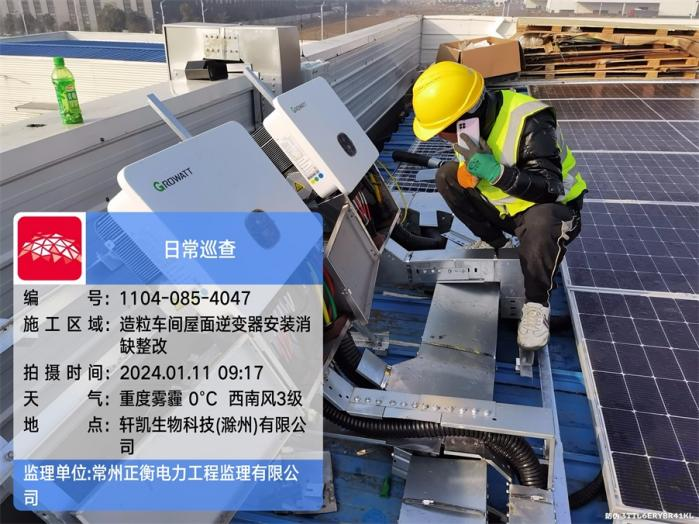 GROWATT
GROWATT
日常巡查
编 号: 1104-085-4047
施工区域: 造粒车间屋面逆变器安装消
缺整改
拍摄时间: 2024.01.11 09:17
天 气: 重度雾霾 0℃ 西南风3级
地 点: 轩凯生物科技(滁州)有限公
司
监理单位:常州正衡电力工程监理有限公
司
防伪 3TTL6ERYBR41KL